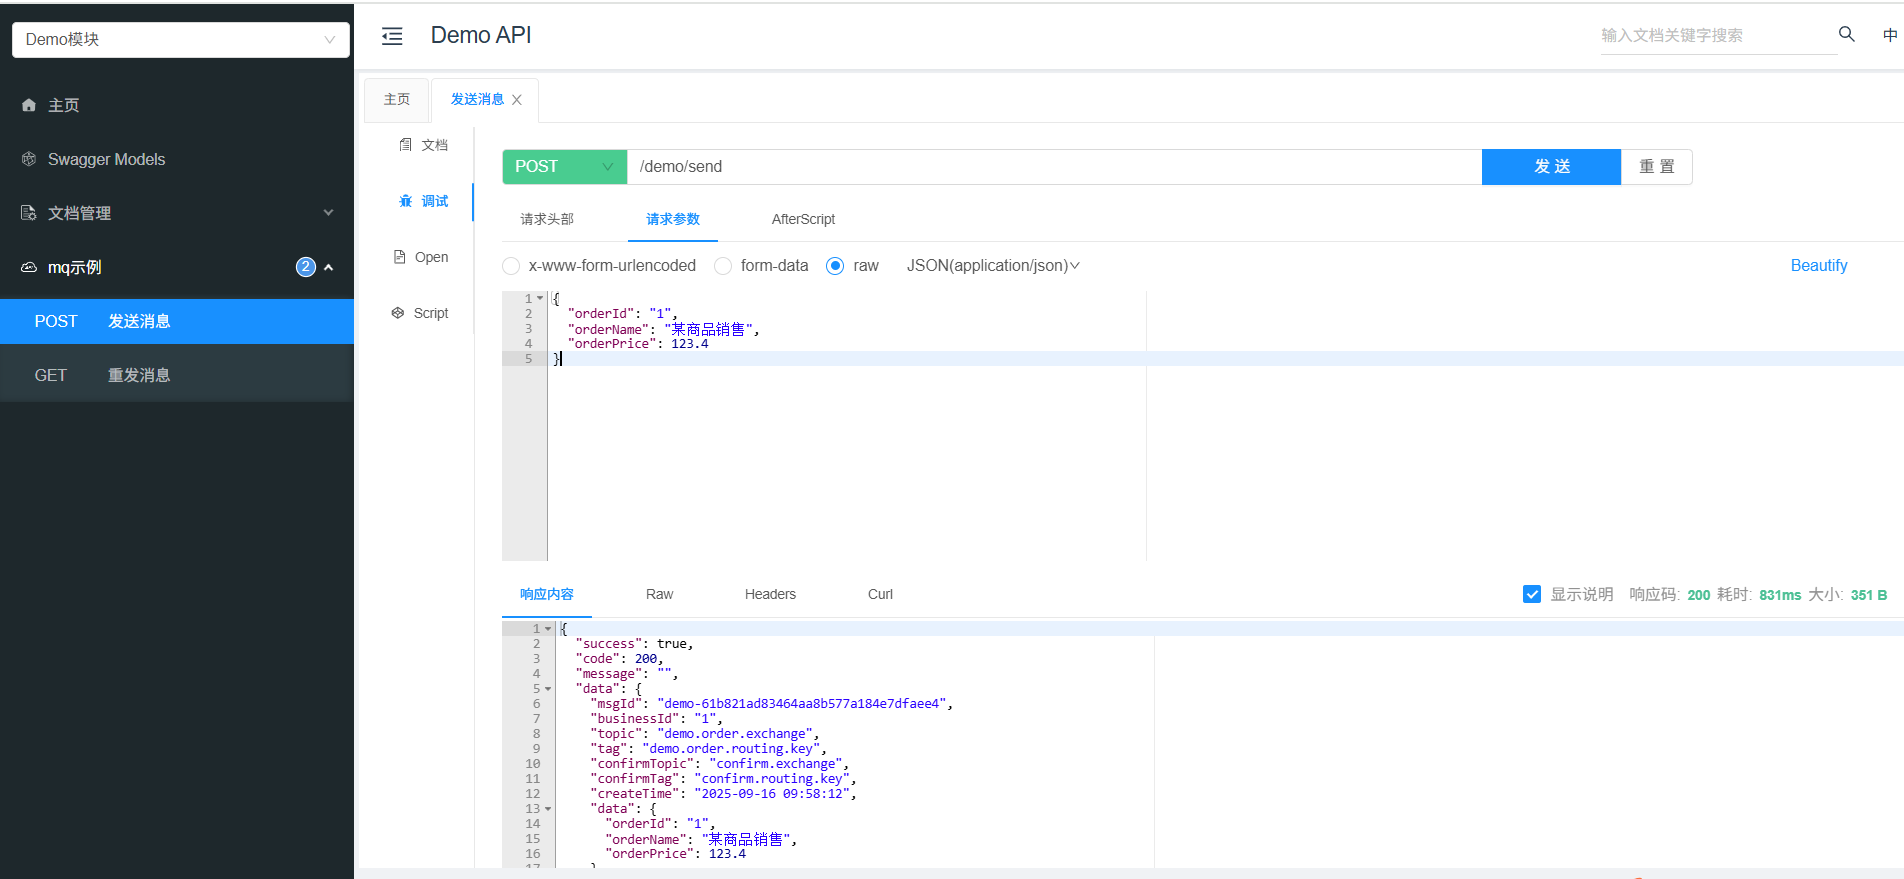 Demo模块
主页
Swagger Models
文档管理
mq示例 2
POST 发送消息
GET 重发消息
Demo API
输入文档关键字搜索
中
主页 发送消息
文档
调试
Open
Script
POST /demo/send 发 送 重 置
请求头部 请求参数 AfterScript
x-www-form-urlencoded form-data raw JSON(application/json) Beautify
1 {
2 "orderId": "1",
3 "orderName": "某商品销售",
4 "orderPrice": 123.4
5 }
响应内容 Raw Headers Curl 显示说明 响应码: 200 耗时: 831ms 大小: 351 B
1 {
2 "success": true,
3 "code": 200,
4 "message": "",
5 "data": {
6 "msgId": "demo-61b821ad83464aa8b577a184e7dfaee4",
7 "businessId": "1",
8 "topic": "demo.order.exchange",
9 "tag": "demo.order.routing.key",
10 "confirmTopic": "confirm.exchange",
11 "confirmTag": "confirm.routing.key",
12 "createTime": "2025-09-16 09:58:12",
13 "data": {
14 "orderId": "1",
15 "orderName": "某商品销售",
16 "orderPrice": 123.4
17 }